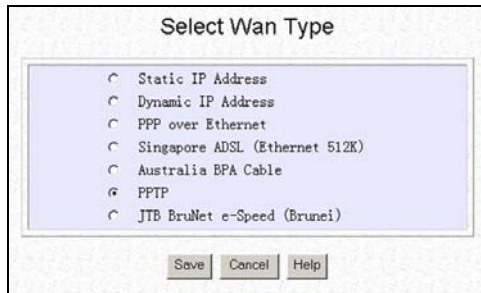 Select Wan Type
Static IP Address
Dynamic IP Address
PPP over Ethernet
Singapore ADSL (Ethernet 512K)
Australia BPA Cable
PPTP
JTB BruNet e-Speed (Brunei)
Save Cancel Help